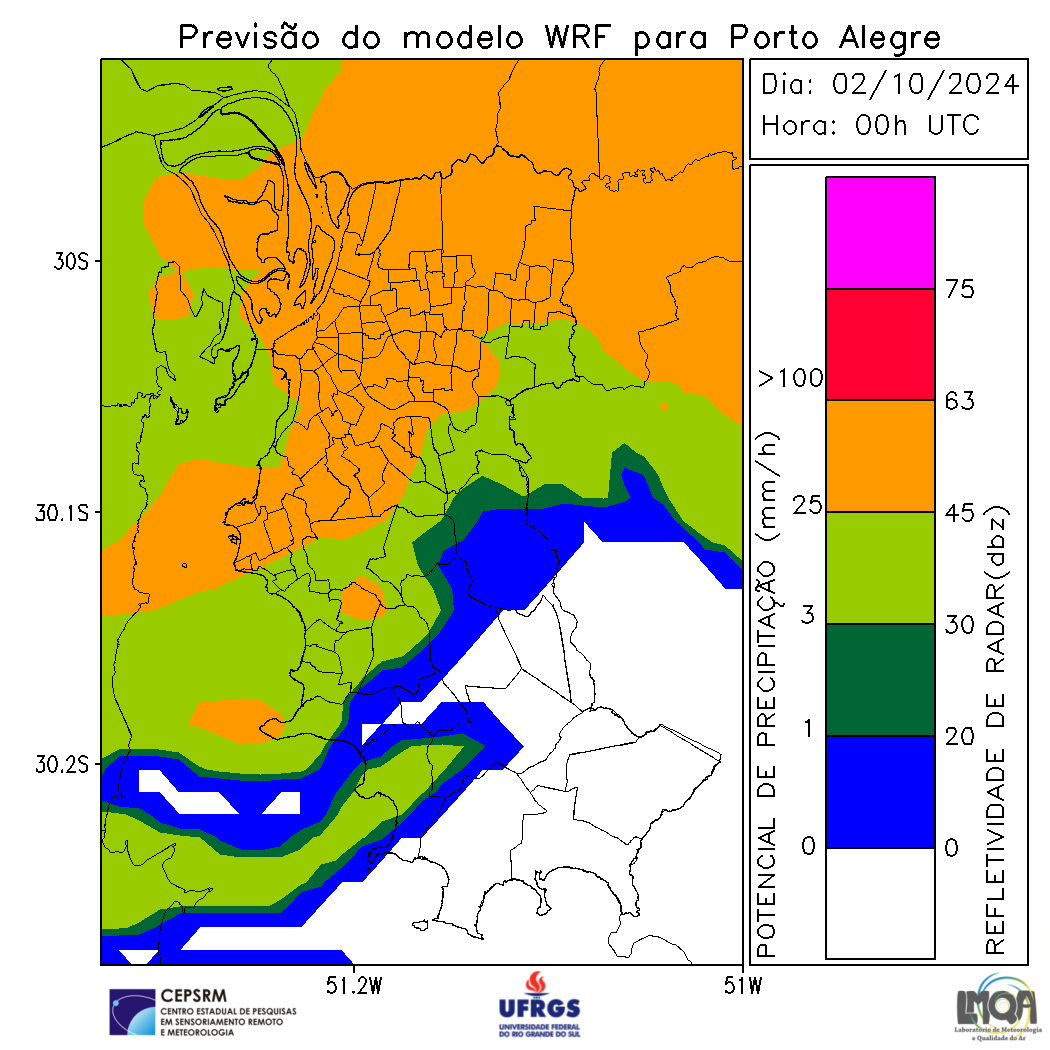 Previsão do modelo WRF para Porto Alegre
Dia: 02/10/2024
Hora: 00h UTC
30S
30.1S
30.2S
51.2W
51W
POTENCIAL DE PRECIPITAÇÃO (mm/h)
>100
25
3
1
0
75
63
45
30
20
0
REFLETIVIDADE DE RADAR(dbz)
CEPSRM
CENTRO ESTADUAL DE PESQUISAS
EM SENSORIAMENTO REMOTO
E METEOROLOGIA
UFRGS
UNIVERSIDADE FEDERAL
DO RIO GRANDE DO SUL
LMQA
Laboratório de Meteorologia
e Qualidade do Ar